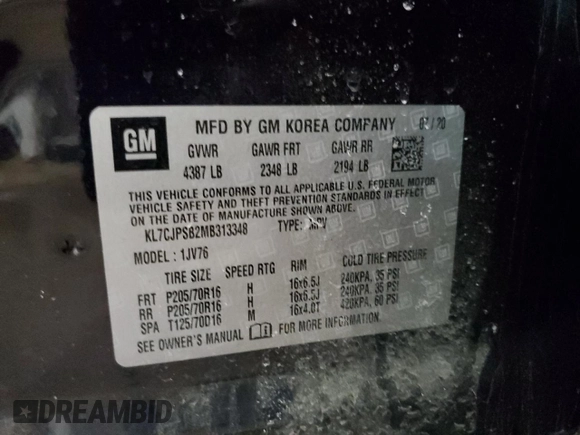 GM
MFD BY GM KOREA COMPANY /20
GVWR GAWR FRT GAWR RR
4387 LB 2348 LB 2194 LB
THIS VEHICLE CONFORMS TO ALL APPLICABLE U.S. FEDERAL MOTOR
VEHICLE SAFETY AND THEFT PREVENTION STANDARDS IN EFFECT
ON THE DATE OF MANUFACTURE SHOWN ABOVE.
KL7CJPSB2MB313348 TYPE: MPV
MODEL: 1JV76
TIRE SIZE SPEED RTG RIM COLD TIRE PRESSURE
FRT P205/70R16 H 16x6.5J 240KPA, 35 PSI
RR P205/70R16 H 16x6.5J 240KPA, 35 PSI
SPA T125/70D16 M 16x4.0T 420KPA, 60 PSI
SEE OWNER'S MANUAL FOR MORE INFORMATION.
DREAMBID